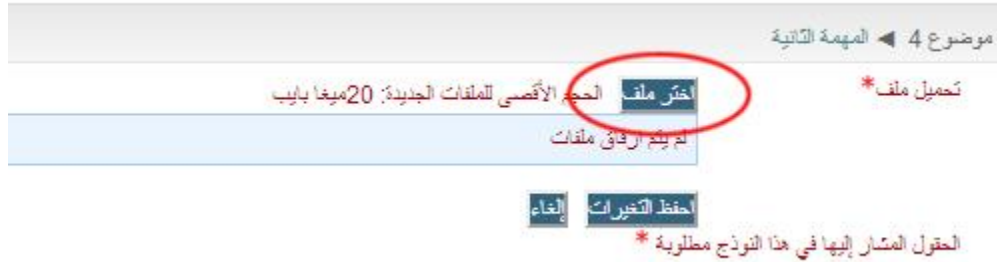 موضوع 4 ◄ المهمة الثانية
تحميل ملف*
اختر ملف الحجم الأقصى للملفات الجديدة: 20ميغا بايب
لم يتم ارفاق ملفات
احفظ التغيرات إلغاء
الحقول المشار إليها في هذا النوذج مطلوبة *